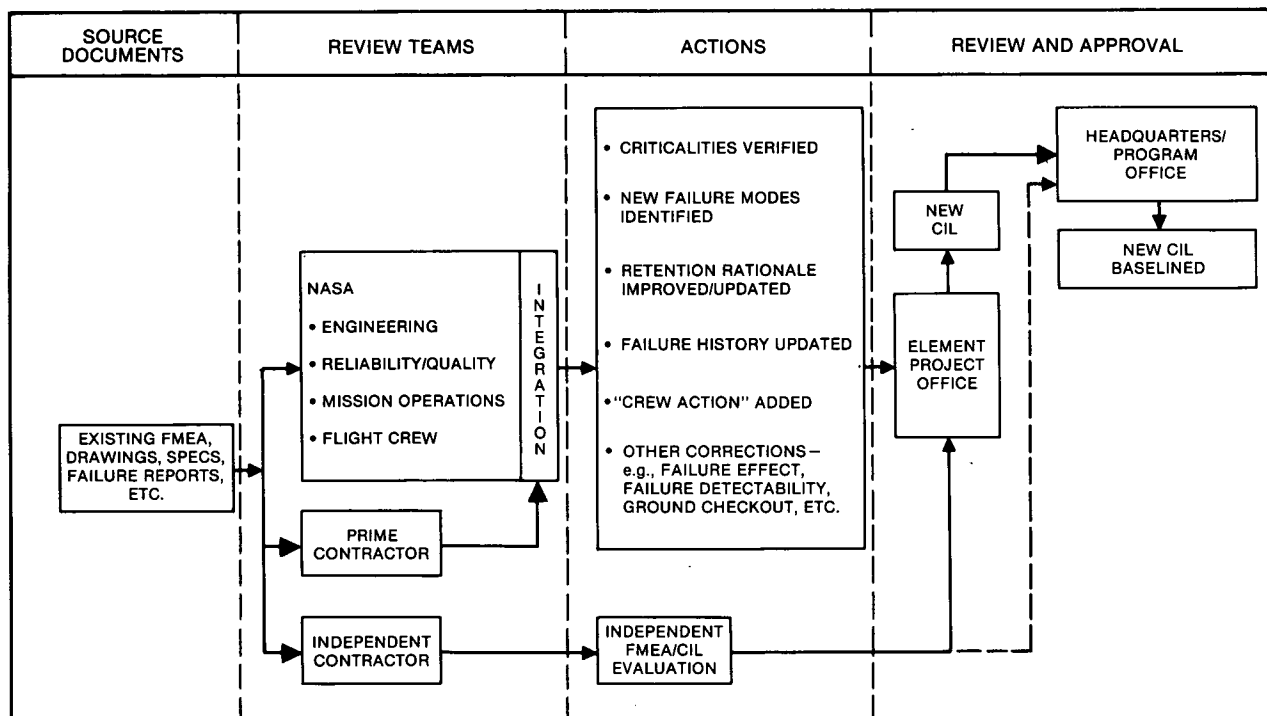 SOURCE
DOCUMENTS
REVIEW TEAMS
ACTIONS
REVIEW AND APPROVAL
EXISTING FMEA,
DRAWINGS, SPECS,
FAILURE REPORTS,
ETC.
NASA
• ENGINEERING
• RELIABILITY/QUALITY
• MISSION OPERATIONS
• FLIGHT CREW
INTEGRATION
PRIME
CONTRACTOR
INDEPENDENT
CONTRACTOR
• CRITICALITIES VERIFIED
• NEW FAILURE MODES
IDENTIFIED
• RETENTION RATIONALE
IMPROVED/UPDATED
• FAILURE HISTORY UPDATED
• "CREW ACTION" ADDED
• OTHER CORRECTIONS—
e.g., FAILURE EFFECT,
FAILURE DETECTABILITY,
GROUND CHECKOUT, ETC.
INDEPENDENT
FMEA/CIL
EVALUATION
HEADQUARTERS/
PROGRAM
OFFICE
NEW
CIL
NEW CIL
BASELINED
ELEMENT
PROJECT
OFFICE